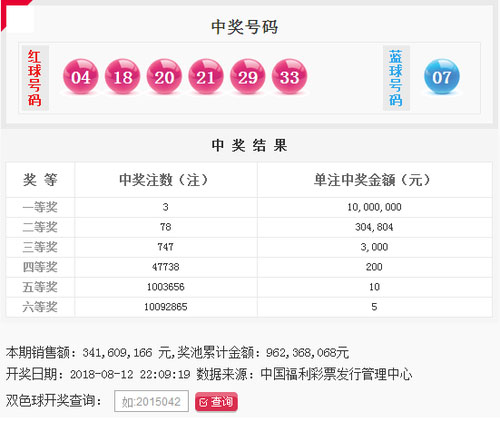 中奖号码
红球号码 04 18 20 21 29 33 蓝球号码 07
中 奖 结 果
奖 等 中奖注数（注） 单注中奖金额（元）
一等奖 3 10,000,000
二等奖 78 304,804
三等奖 747 3,000
四等奖 47738 200
五等奖 1003656 10
六等奖 10092865 5
本期销售额：341,609,166 元,奖池累计金额：962,368,068元
开奖日期：2018-08-12 22:09:19 数据来源：中国福利彩票发行管理中心
双色球开奖查询： 如:2015042 查询